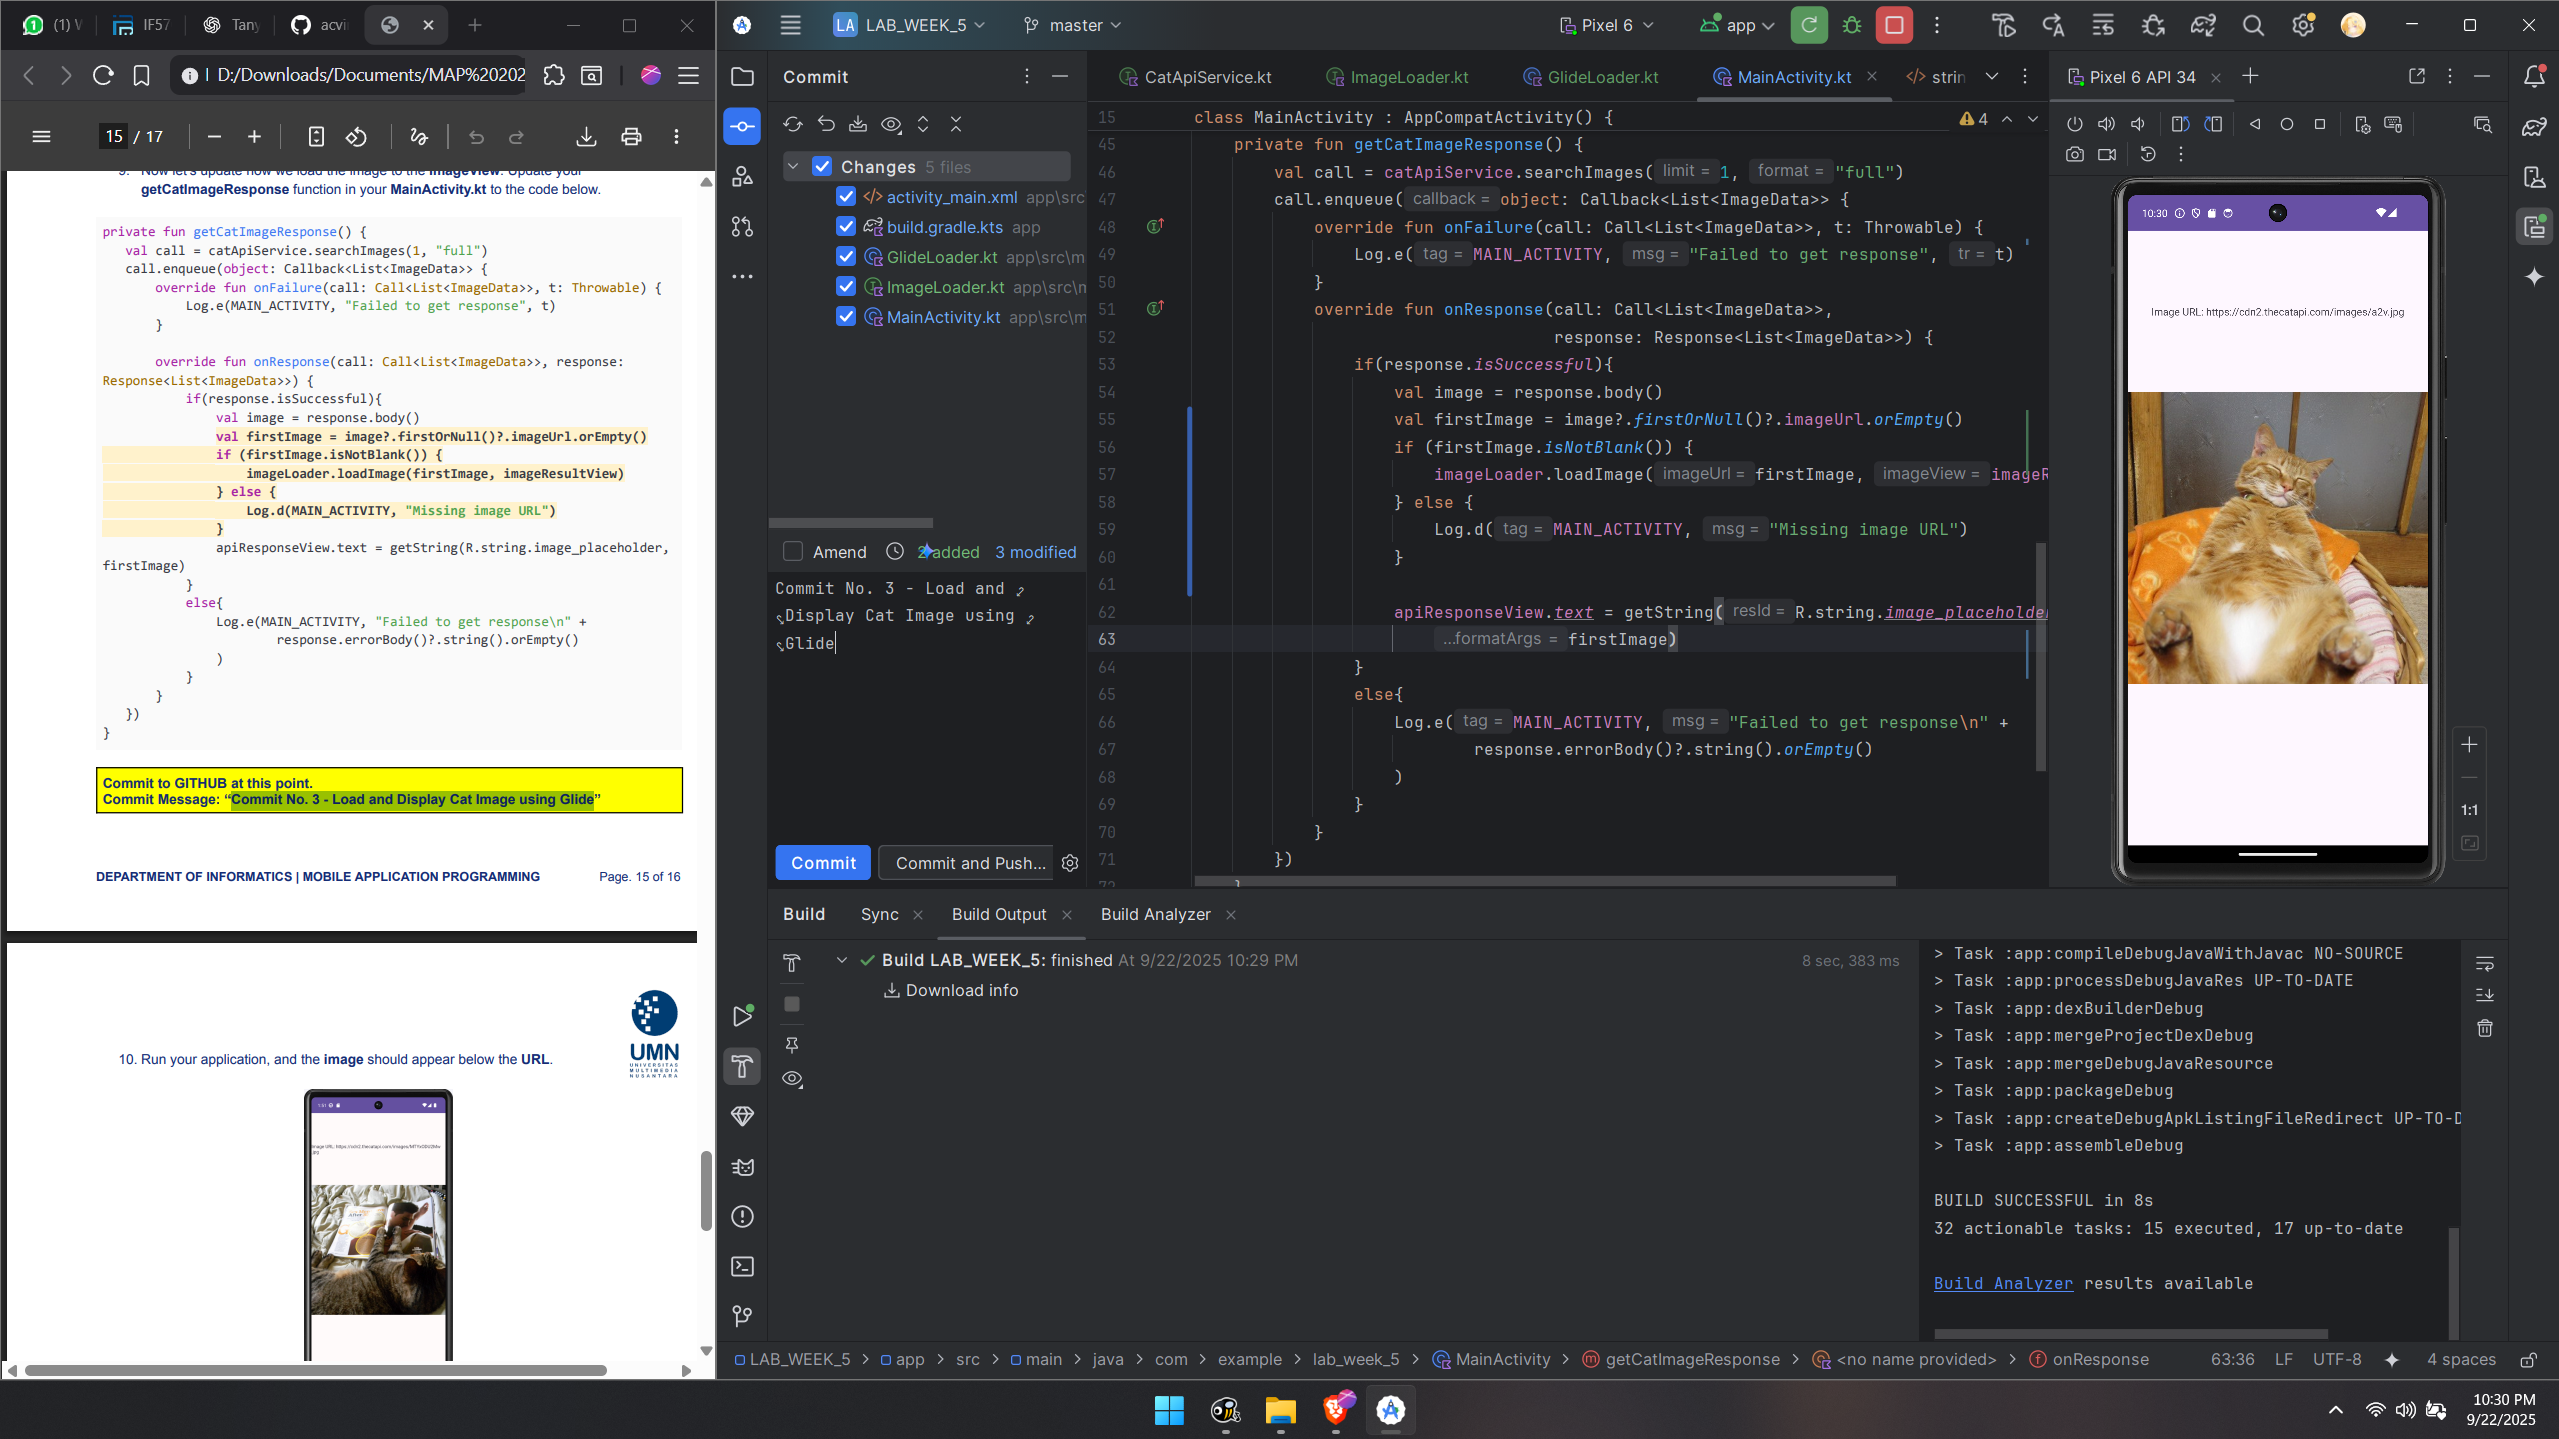 (1) W
IF57
Tany
acvi
D:/Downloads/Documents/MAP%202
15 / 17
getCatImageResponse function in your MainActivity.kt to the code below.
private fun getCatImageResponse() {
val call = catApiService.searchImages(1, "full")
call.enqueue(object: Callback<List<ImageData>> {
override fun onFailure(call: Call<List<ImageData>>, t: Throwable) {
Log.e(MAIN_ACTIVITY, "Failed to get response", t)
}
override fun onResponse(call: Call<List<ImageData>>, response:
Response<List<ImageData>>) {
if(response.isSuccessful){
val image = response.body()
val firstImage = image?.firstOrNull()?.imageUrl.orEmpty()
if (firstImage.isNotBlank()) {
imageLoader.loadImage(firstImage, imageResultView)
} else {
Log.d(MAIN_ACTIVITY, "Missing image URL")
}
apiResponseView.text = getString(R.string.image_placeholder,
firstImage)
}
else{
Log.e(MAIN_ACTIVITY, "Failed to get response\n" +
response.errorBody()?.string().orEmpty()
)
}
}
})
}
Commit to GITHUB at this point.
Commit Message: “Commit No. 3 - Load and Display Cat Image using Glide”
DEPARTMENT OF INFORMATICS | MOBILE APPLICATION PROGRAMMING Page. 15 of 16
UMN
UNIVERSITAS
MULTIMEDIA
NUSANTARA
10. Run your application, and the image should appear below the URL.
LA LAB_WEEK_5
master
Pixel 6
app
Commit
Changes 5 files
activity_main.xml app\src
build.gradle.kts app
GlideLoader.kt app\src\m
ImageLoader.kt app\src\m
MainActivity.kt app\src\m
Amend
added 3 modified
Commit No. 3 - Load and
Display Cat Image using
Glide
Commit
Commit and Push...
CatApiService.kt
ImageLoader.kt
GlideLoader.kt
MainActivity.kt
strin
4
15 class MainActivity : AppCompatActivity() {
45 private fun getCatImageResponse() {
46 val call = catApiService.searchImages( limit = 1, format = "full")
47 call.enqueue( callback = object: Callback<List<ImageData>> {
48 override fun onFailure(call: Call<List<ImageData>>, t: Throwable) {
49 Log.e( tag = MAIN_ACTIVITY, msg = "Failed to get response", tr = t)
50 }
51 override fun onResponse(call: Call<List<ImageData>>,
52 response: Response<List<ImageData>>) {
53 if(response.isSuccessful){
54 val image = response.body()
55 val firstImage = image?.firstOrNull()?.imageUrl.orEmpty()
56 if (firstImage.isNotBlank()) {
57 imageLoader.loadImage( imageUrl = firstImage, imageView = imageR
58 } else {
59 Log.d( tag = MAIN_ACTIVITY, msg = "Missing image URL")
60 }
61
62 apiResponseView.text = getString( resId = R.string.image_placeholder
63 ...formatArgs = firstImage)
64 }
65 else{
66 Log.e( tag = MAIN_ACTIVITY, msg = "Failed to get response\n" +
67 response.errorBody()?.string().orEmpty()
68 )
69 }
70 }
71 })
Pixel 6 API 34
10:30
Image URL: https://cdn2.thecatapi.com/images/a2v.jpg
1:1
Build
Sync
Build Output
Build Analyzer
Build LAB_WEEK_5: finished At 9/22/2025 10:29 PM 8 sec, 383 ms
Download info
> Task :app:compileDebugJavaWithJavac NO-SOURCE
> Task :app:processDebugJavaRes UP-TO-DATE
> Task :app:dexBuilderDebug
> Task :app:mergeProjectDexDebug
> Task :app:mergeDebugJavaResource
> Task :app:packageDebug
> Task :app:createDebugApkListingFileRedirect UP-TO-D
> Task :app:assembleDebug
BUILD SUCCESSFUL in 8s
32 actionable tasks: 15 executed, 17 up-to-date
Build Analyzer results available
LAB_WEEK_5 > app > src > main > java > com > example > lab_week_5 > MainActivity > getCatImageResponse > <no name provided> > onResponse
63:36 LF UTF-8 4 spaces
10:30 PM
9/22/2025